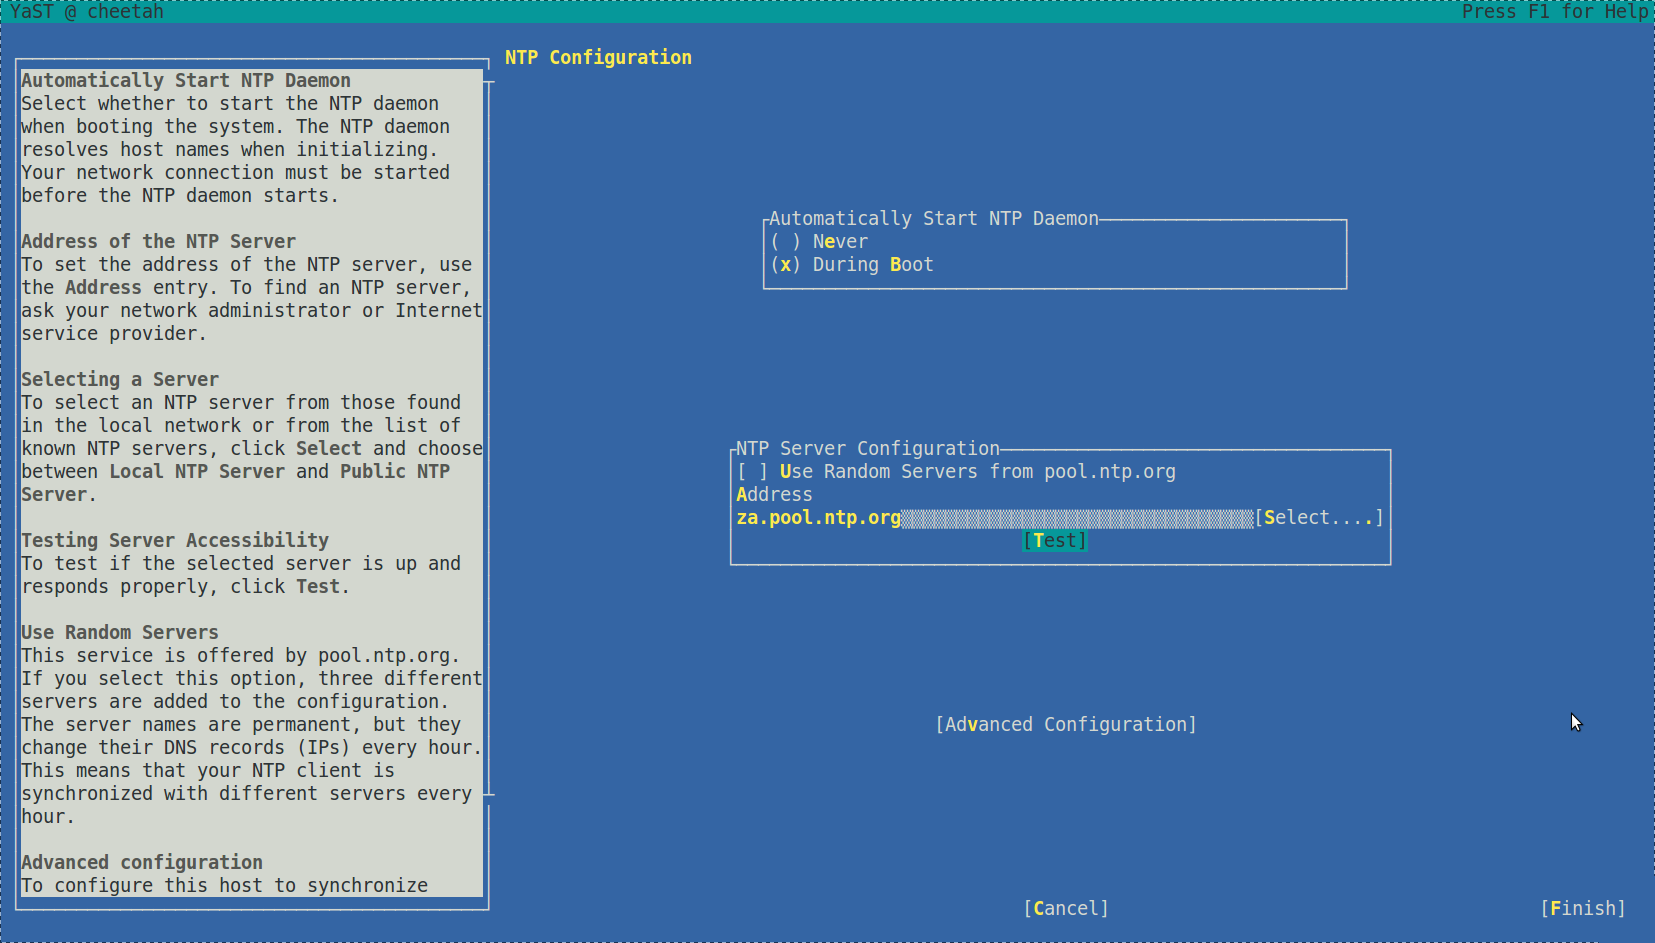 YaST @ cheetah
Press F1 for Help
Automatically Start NTP Daemon
Select whether to start the NTP daemon
when booting the system. The NTP daemon
resolves host names when initializing.
Your network connection must be started
before the NTP daemon starts.
Address of the NTP Server
To set the address of the NTP server, use
the Address entry. To find an NTP server,
ask your network administrator or Internet
service provider.
Selecting a Server
To select an NTP server from those found
in the local network or from the list of
known NTP servers, click Select and choose
between Local NTP Server and Public NTP
Server.
Testing Server Accessibility
To test if the selected server is up and
responds properly, click Test.
Use Random Servers
This service is offered by pool.ntp.org.
If you select this option, three different
servers are added to the configuration.
The server names are permanent, but they
change their DNS records (IPs) every hour.
This means that your NTP client is
synchronized with different servers every
hour.
Advanced configuration
To configure this host to synchronize
NTP Configuration
Automatically Start NTP Daemon
( ) Never
(x) During Boot
NTP Server Configuration
[ ] Use Random Servers from pool.ntp.org
Address
za.pool.ntp.org [Select....]
[Test]
[Advanced Configuration]
[Cancel]
[Finish]